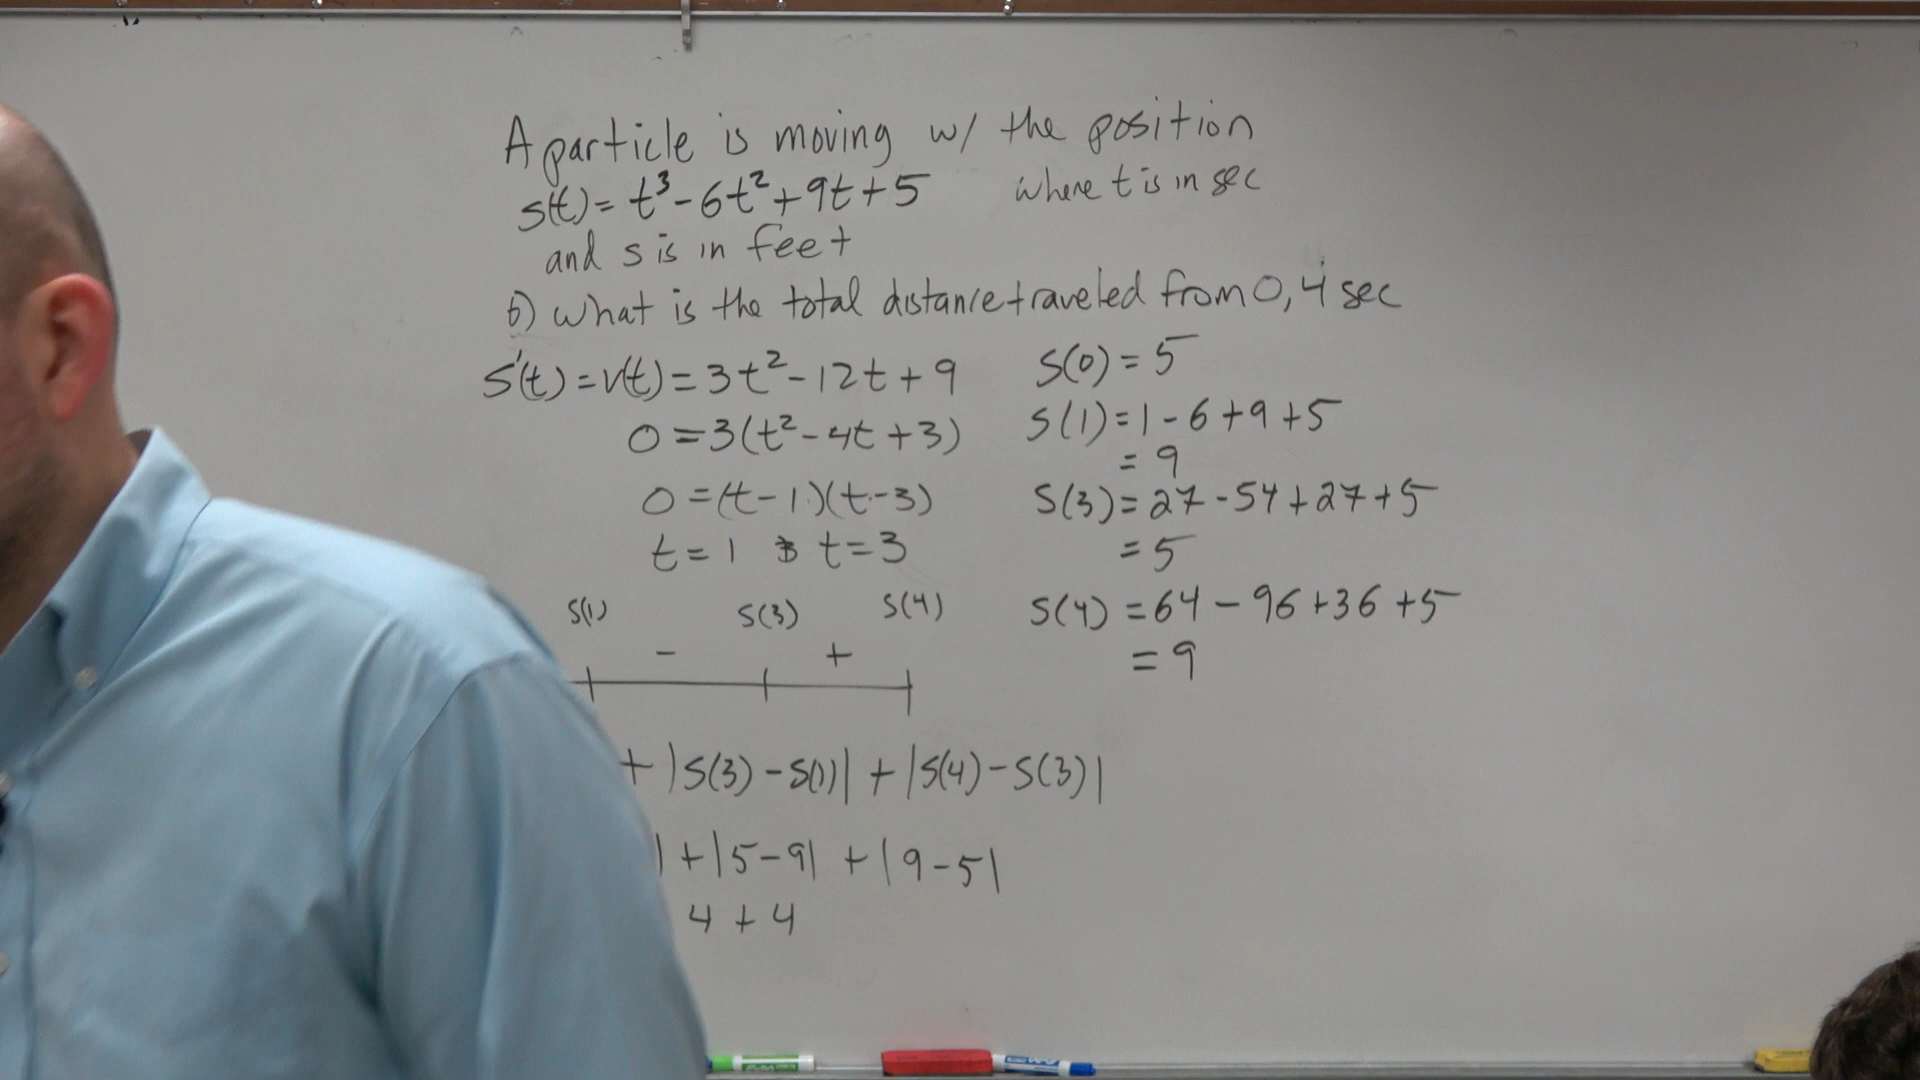 A particle is moving w/ the position
s(t) = t³ - 6t² + 9t + 5 where t is in sec
and s is in feet
b) what is the total distance traveled from 0, 4 sec
s'(t) = v(t) = 3t² - 12t + 9
0 = 3(t² - 4t + 3)
0 = (t - 1)(t - 3)
t = 1 & t = 3
s(1) s(3) s(4)
- +
+ |s(3) - s(1)| + |s(4) - s(3)|
| + |5 - 9| + |9 - 5|
4 + 4
s(0) = 5
s(1) = 1 - 6 + 9 + 5
= 9
s(3) = 27 - 54 + 27 + 5
= 5
s(4) = 64 - 96 + 36 + 5
= 9